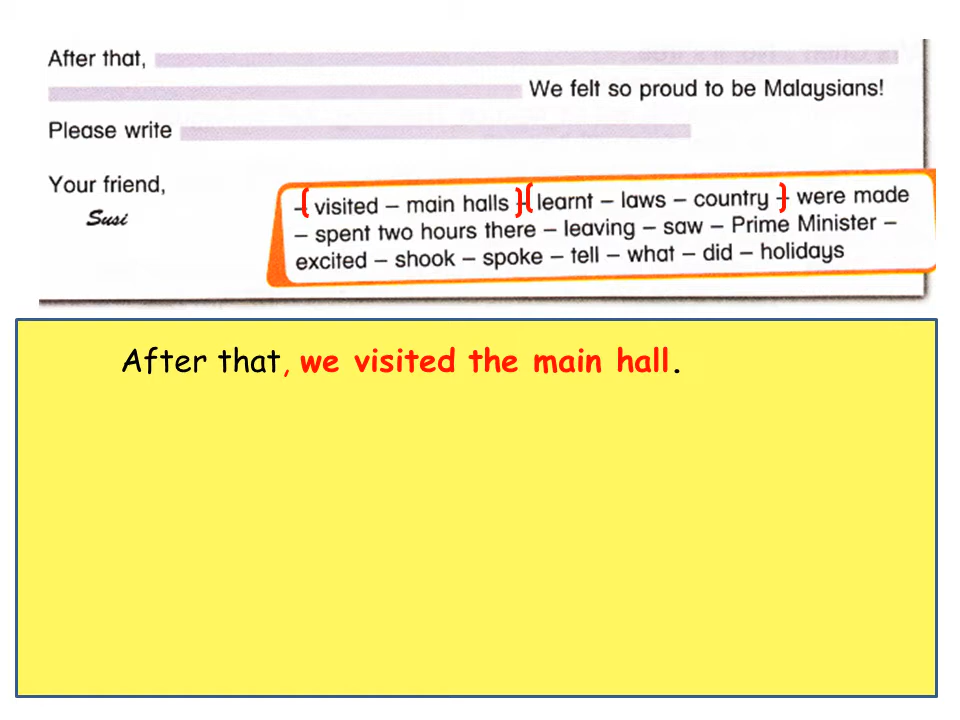 After that,
We felt so proud to be Malaysians!
Please write
Your friend,
Susi
– visited – main halls – learnt – laws – country – were made
– spent two hours there – leaving – saw – Prime Minister –
excited – shook – spoke – tell – what – did – holidays
After that, we visited the main hall.